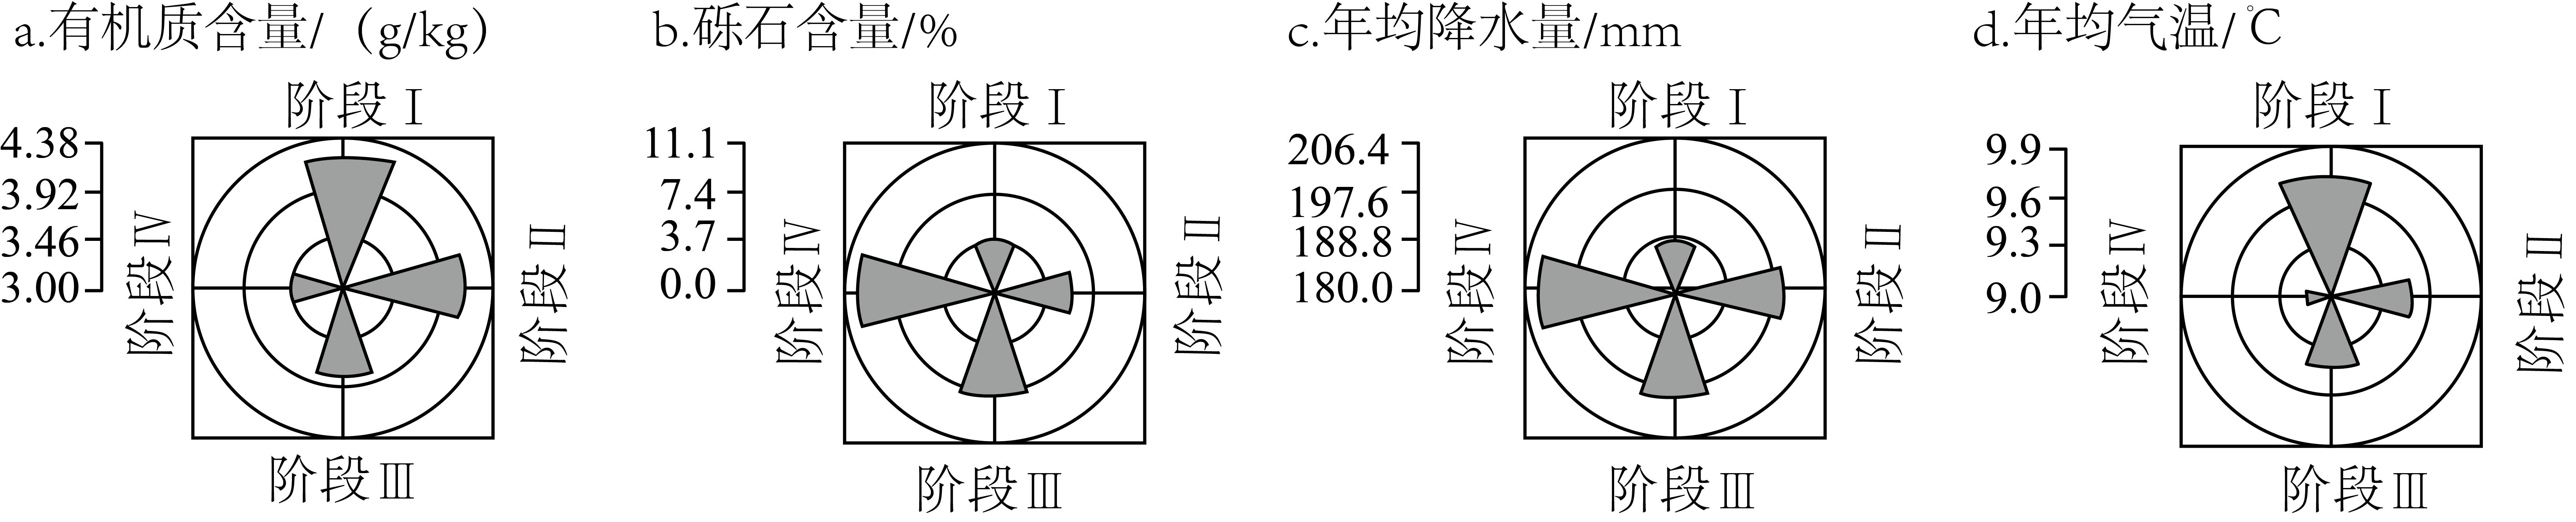 a.有机质含量/（g/kg）
阶段Ⅰ
4.38
3.92
3.46
3.00
阶段Ⅳ
阶段Ⅱ
阶段Ⅲ
b.砾石含量/%
阶段Ⅰ
11.1
7.4
3.7
0.0
阶段Ⅳ
阶段Ⅱ
阶段Ⅲ
c.年均降水量/mm
阶段Ⅰ
206.4
197.6
188.8
180.0
阶段Ⅳ
阶段Ⅱ
阶段Ⅲ
d.年均气温/℃
阶段Ⅰ
9.9
9.6
9.3
9.0
阶段Ⅳ
阶段Ⅱ
阶段Ⅲ